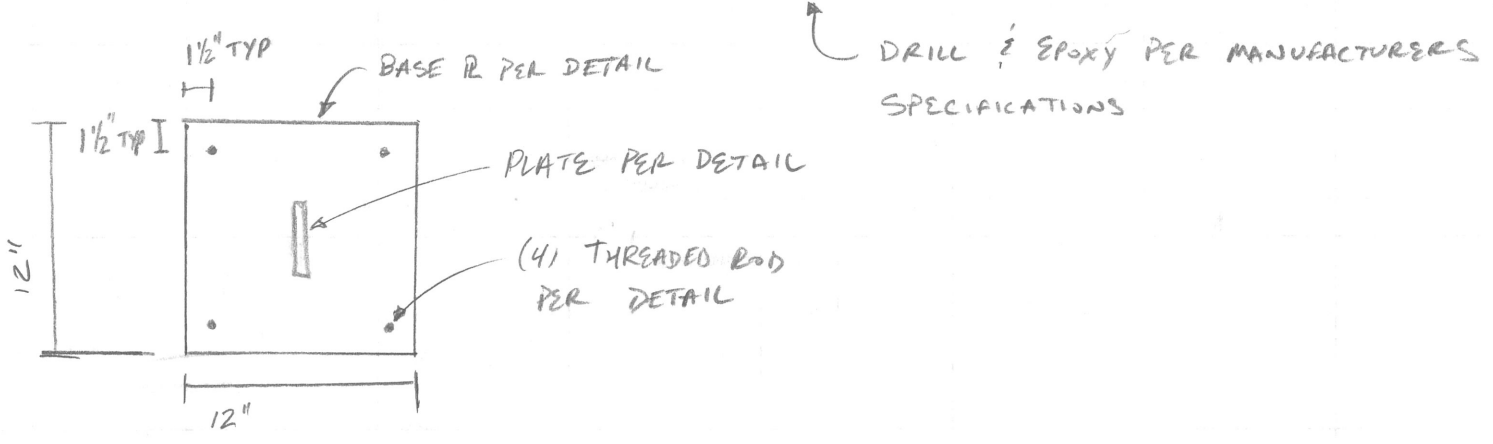 1½" TYP
BASE ℄ PER DETAIL
DRILL & EPOXY PER MANUFACTURERS
SPECIFICATIONS
1½" TYP
PLATE PER DETAIL
12"
(4) THREADED ROD
PER DETAIL
12"